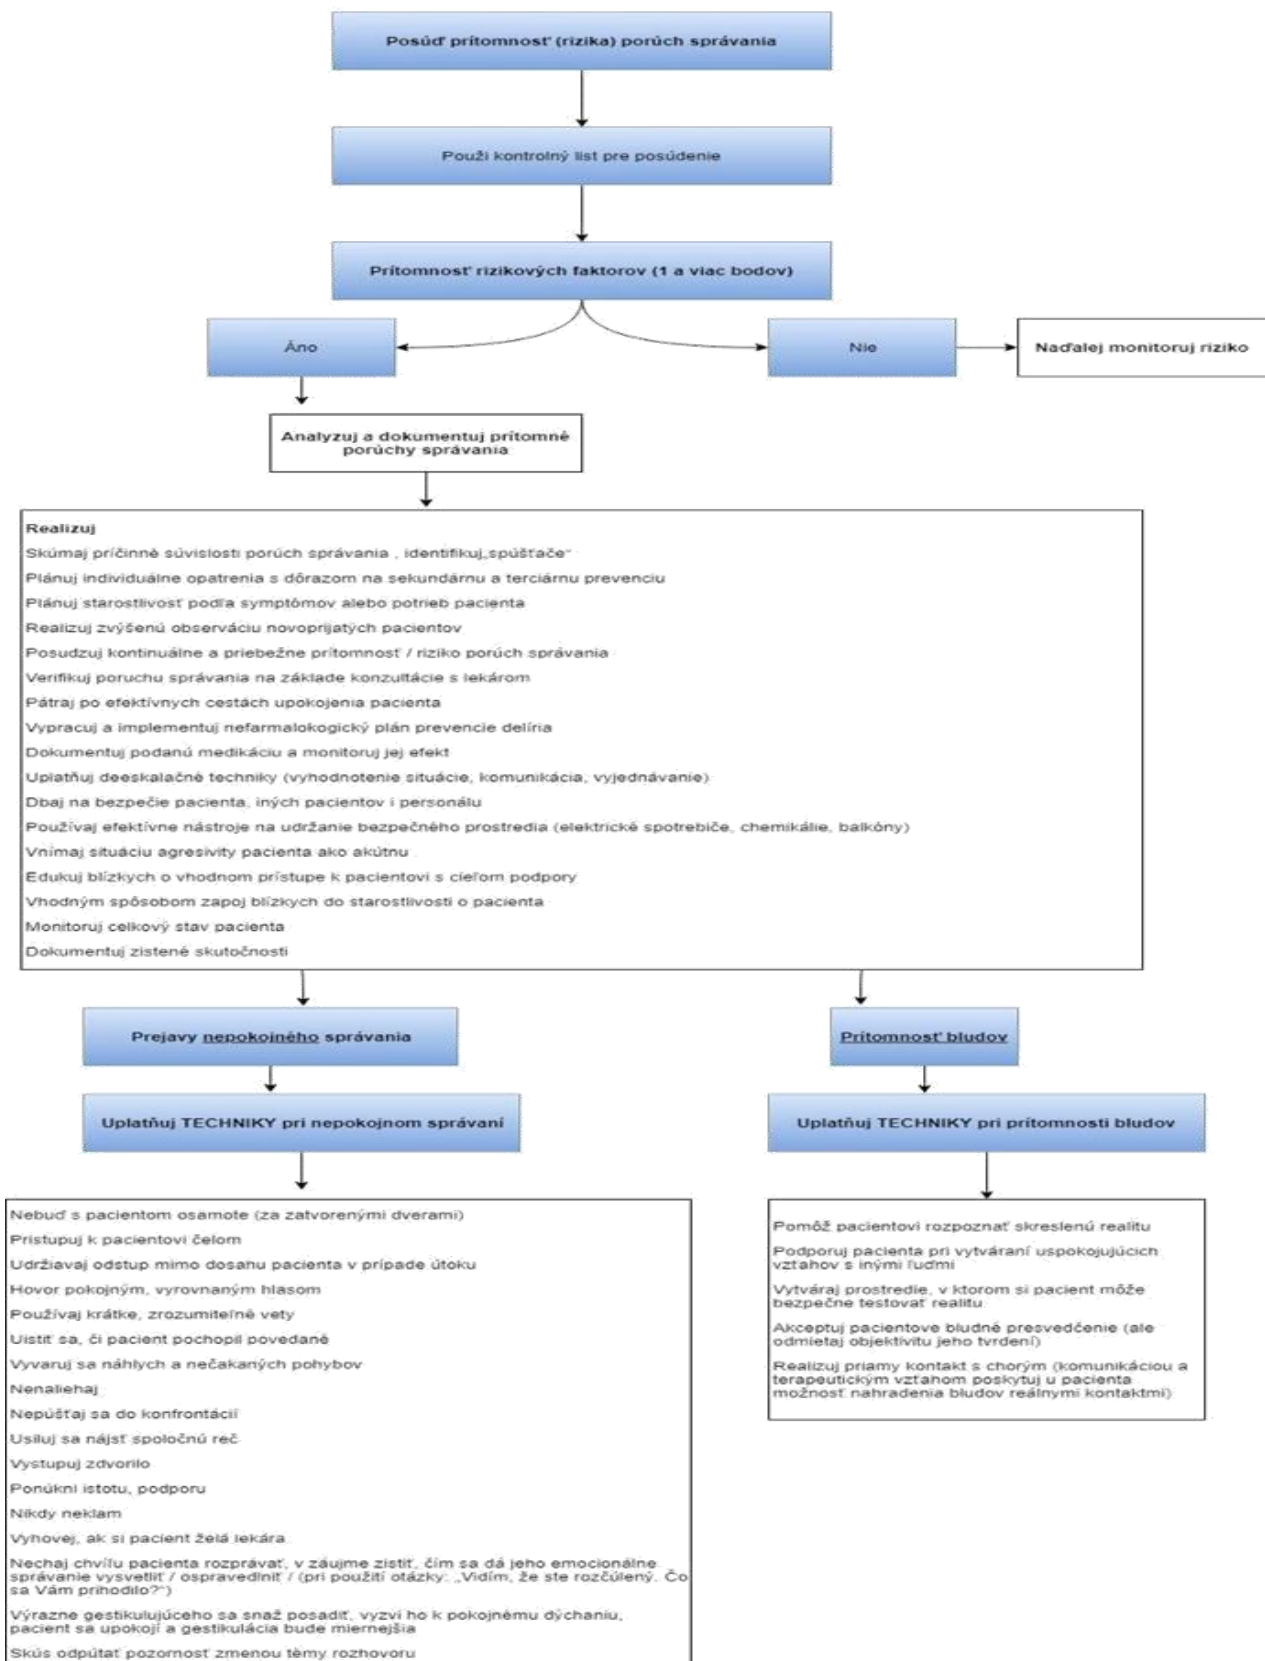 Posúď prítomnosť (rizika) porúch správania
Použi kontrolný list pre posúdenie
Prítomnosť rizikových faktorov (1 a viac bodov)
Áno
Nie
Naďalej monitoruj riziko
Analyzuj a dokumentuj prítomné
porúchy správania
Realizuj
Skúmaj príčinné súvislosti porúch správania , identifikuj„spúšťače“
Plánuj individuálne opatrenia s dôrazom na sekundárnu a terciárnu prevenciu
Plánuj starostlivosť podľa symptómov alebo potrieb pacienta
Realizuj zvýšenú observáciu novoprijatých pacientov
Posudzuj kontinuálne a priebežne prítomnosť / riziko porúch správania
Verifikuj poruchu správania na základe konzultácie s lekárom
Pátraj po efektívnych cestách upokojenia pacienta
Vypracuj a implementuj nefarmalokogický plán prevencie delíria
Dokumentuj podanú medikáciu a monitoruj jej efekt
Uplatňuj deeskalačné techniky (vyhodnotenie situácie, komunikácia, vyjednávanie)
Dbaj na bezpečie pacienta, iných pacientov i personálu
Používaj efektívne nástroje na udržanie bezpečného prostredia (elektrické spotrebiče, chemikálie, balkóny)
Vnímaj situáciu agresivity pacienta ako akútnu
Edukuj blízkych o vhodnom prístupe k pacientovi s cieľom podpory
Vhodným spôsobom zapoj blízkych do starostlivosti o pacienta
Monitoruj celkový stav pacienta
Dokumentuj zistené skutočnosti
Prejavy nepokojného správania
Uplatňuj TECHNIKY pri nepokojnom správaní
Nebuď s pacientom osamote (za zatvorenými dverami)
Pristupuj k pacientovi čelom
Udržiavaj odstup mimo dosahu pacienta v prípade útoku
Hovor pokojným, vyrovnaným hlasom
Používaj krátke, zrozumiteľné vety
Uistiť sa, či pacient pochopil povedané
Vyvaruj sa náhlych a nečakaných pohybov
Nenaliehaj
Nepúšťaj sa do konfrontácií
Usiluj sa nájsť spoločnú reč
Vystupuj zdvorilo
Ponúkni istotu, podporu
Nikdy neklam
Vyhovej, ak si pacient želá lekára
Nechaj chvíľu pacienta rozprávať, v záujme zistiť, čím sa dá jeho emocionálne
správanie vysvetliť / ospravedlniť / (pri použití otázky: „Vidím, že ste rozčúlený. Čo
sa Vám prihodilo?“)
Výrazne gestikulujúceho sa snaž posadiť, vyzvi ho k pokojnému dýchaniu,
pacient sa upokojí a gestikulácia bude miernejšia
Skús odpútať pozornosť zmenou témy rozhovoru
Prítomnosť bludov
Uplatňuj TECHNIKY pri prítomnosti bludov
Pomôž pacientovi rozpoznať skreslenú realitu
Podporuj pacienta pri vytváraní uspokojujúcich
vzťahov s inými ľuďmi
Vytváraj prostredie, v ktorom si pacient môže
bezpečne testovať realitu
Akceptuj pacientove bludné presvedčenie (ale
odmietaj objektivitu jeho tvrdení)
Realizuj priamy kontakt s chorým (komunikáciou a
terapeutickým vzťahom poskytuj u pacienta
možnosť nahradenia bludov reálnymi kontaktmi)